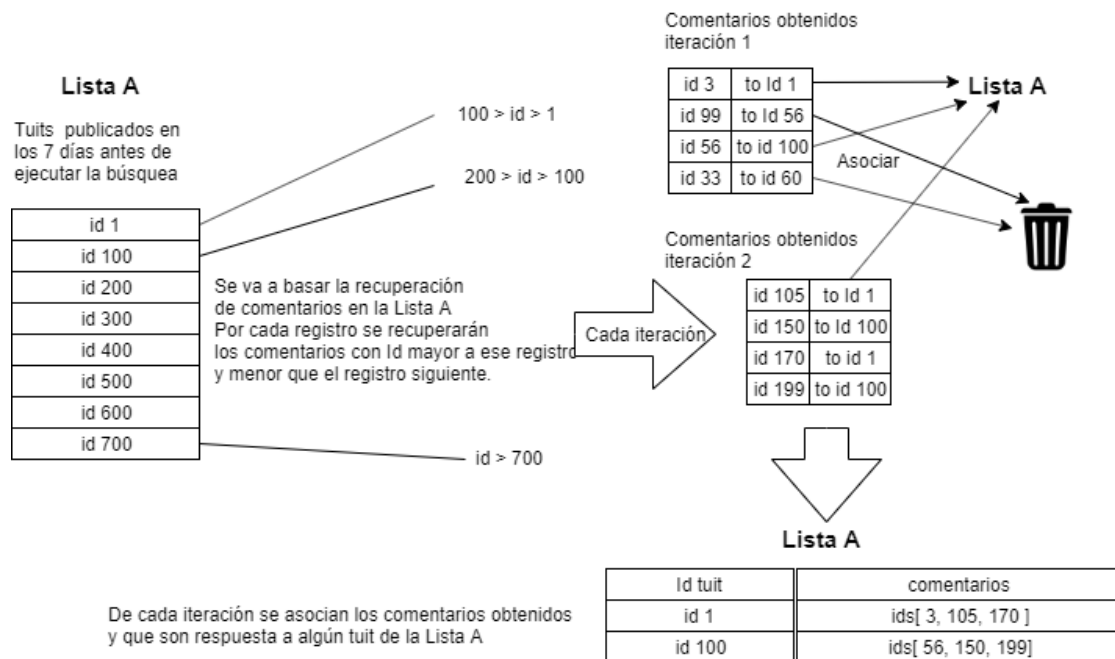 Lista A
Tuits publicados en
los 7 días antes de
ejecutar la búsquea
id 1
id 100
id 200
id 300
id 400
id 500
id 600
id 700
100 > id > 1
200 > id > 100
id > 700
Se va a basar la recuperación
de comentarios en la Lista A
Por cada registro se recuperarán
los comentarios con Id mayor a ese registro
y menor que el registro siguiente.
Cada iteración
Comentarios obtenidos
iteración 1
id 3 to Id 1
id 99 to Id 56
id 56 to id 100
id 33 to id 60
Lista A
Asociar
Comentarios obtenidos
iteración 2
id 105 to Id 1
id 150 to Id 100
id 170 to id 1
id 199 to id 100
Lista A
Id tuit comentarios
id 1 ids[ 3, 105, 170 ]
id 100 ids[ 56, 150, 199]
De cada iteración se asocian los comentarios obtenidos
y que son respuesta a algún tuit de la Lista A